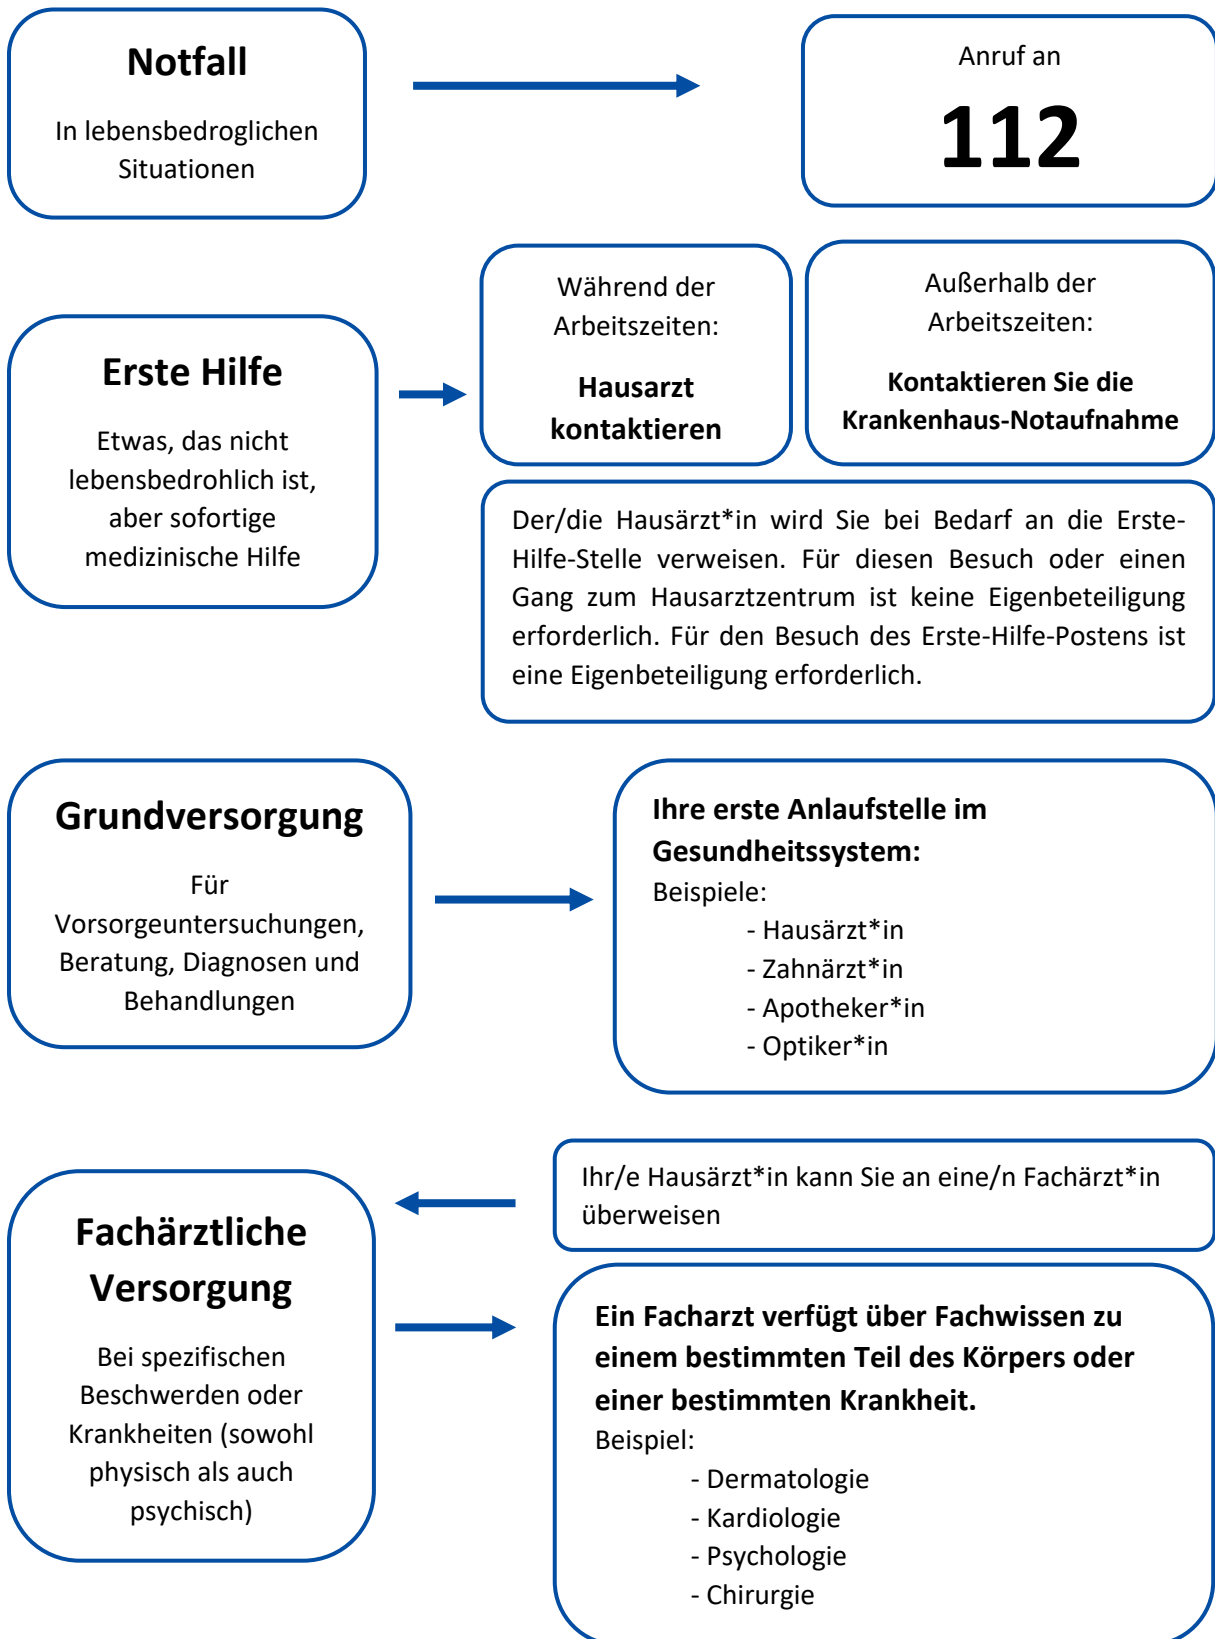 Notfall
In lebensbedroglichen
Situationen
Anruf an
112
Erste Hilfe
Etwas, das nicht
lebensbedrohlich ist,
aber sofortige
medizinische Hilfe
Während der
Arbeitszeiten:
Hausarzt
kontaktieren
Außerhalb der
Arbeitszeiten:
Kontaktieren Sie die
Krankenhaus-Notaufnahme
Der/die Hausärzt*in wird Sie bei Bedarf an die Erste-
Hilfe-Stelle verweisen. Für diesen Besuch oder einen
Gang zum Hausarztzentrum ist keine Eigenbeteiligung
erforderlich. Für den Besuch des Erste-Hilfe-Postens ist
eine Eigenbeteiligung erforderlich.
Grundversorgung
Für
Vorsorgeuntersuchungen,
Beratung, Diagnosen und
Behandlungen
Ihre erste Anlaufstelle im
Gesundheitssystem:
Beispiele:
- Hausärzt*in
- Zahnärzt*in
- Apotheker*in
- Optiker*in
Fachärztliche
Versorgung
Bei spezifischen
Beschwerden oder
Krankheiten (sowohl
physisch als auch
psychisch)
Ihr/e Hausärzt*in kann Sie an eine/n Fachärzt*in
überweisen
Ein Facharzt verfügt über Fachwissen zu
einem bestimmten Teil des Körpers oder
einer bestimmten Krankheit.
Beispiel:
- Dermatologie
- Kardiologie
- Psychologie
- Chirurgie